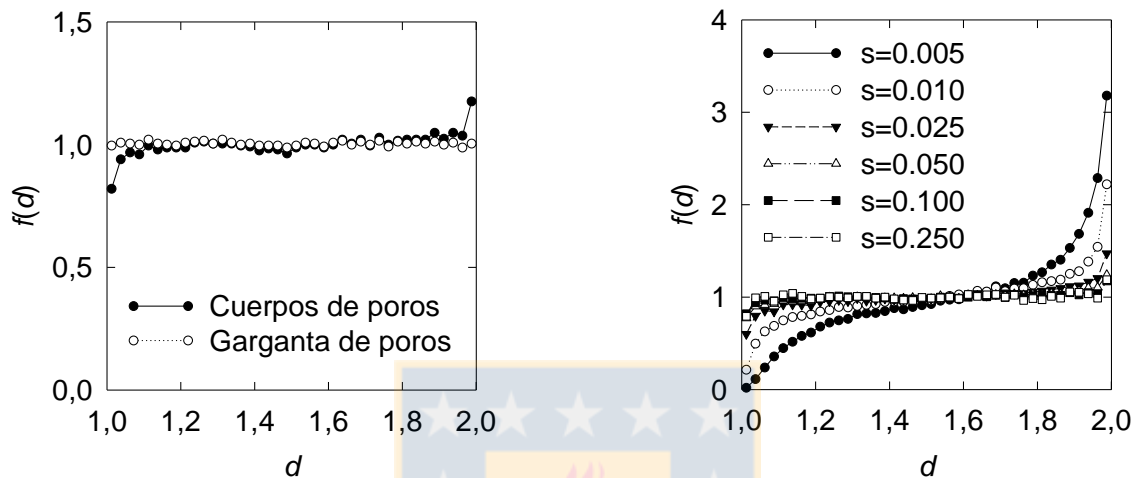 1,5
1,0
0,5
0,0
f(d)
Cuerpos de poros
Garganta de poros
1,0 1,2 1,4 1,6 1,8 2,0
d
4
3
2
1
0
f(d)
s=0.005
s=0.010
s=0.025
s=0.050
s=0.100
s=0.250
1,0 1,2 1,4 1,6 1,8 2,0
d